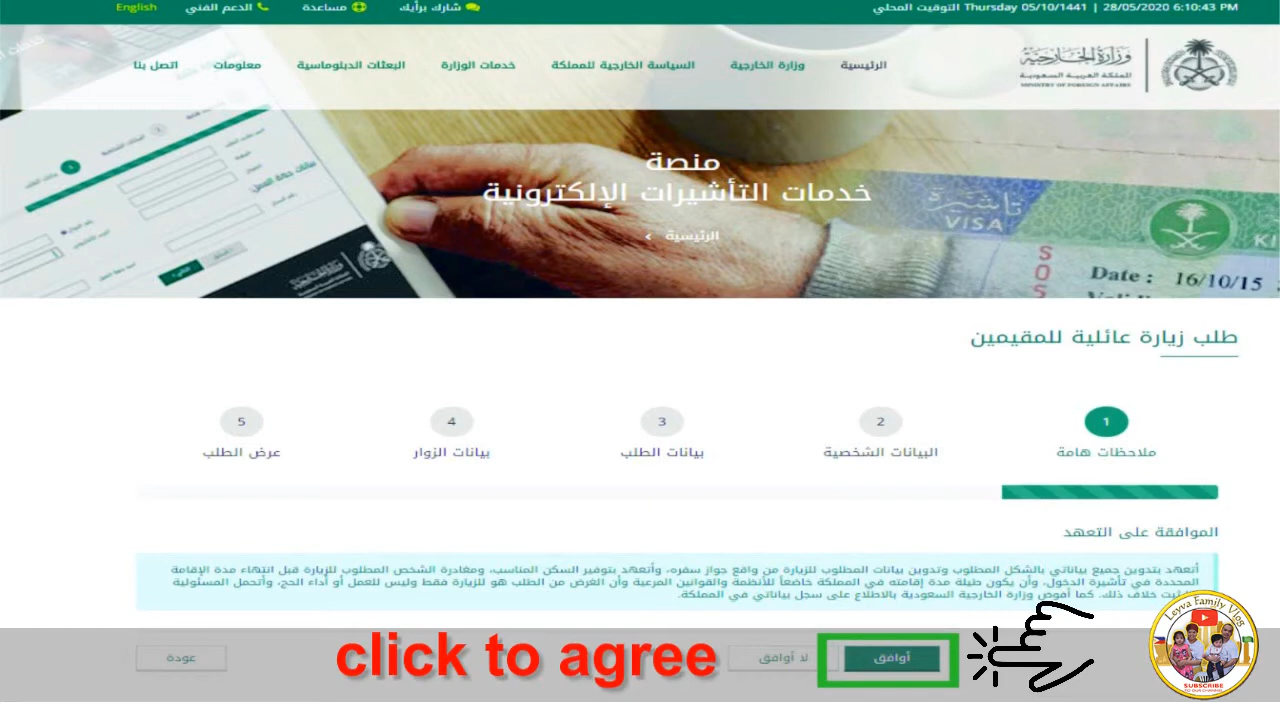 Thursday 05/10/1441 | 28/05/2020 6:10:43 PM التوقيت المحلي
شارك برأيك
مساعدة
الدعم الفني
English
وزارة الخارجية
المملكة العربية السعودية
MINISTRY OF FOREIGN AFFAIRS
الرئيسية
وزارة الخارجية
السياسة الخارجية للمملكة
خدمات الوزارة
البعثات الدبلوماسية
معلومات
اتصل بنا
منصة
خدمات التأشيرات الإلكترونية
الرئيسية >
تأشيرة
VISA
SOS
Date : 16/10/15
طلب زيارة عائلية للمقيمين
1
ملاحظات هامة
2
البيانات الشخصية
3
بيانات الطلب
4
بيانات الزوار
5
عرض الطلب
الموافقة على التعهد
أتعهد بتدوين جميع بياناتي بالشكل المطلوب وتدوين بيانات المطلوب للزيارة من واقع جواز سفره، وأتعهد بتوفير السكن المناسب، ومغادرة الشخص المطلوب للزيارة قبل انتهاء مدة الإقامة
المحددة في تأشيرة الدخول، وأن يكون طيلة مدة إقامته في المملكة خاضعاً للأنظمة والقوانين المرعية وأن الغرض من الطلب هو للزيارة فقط وليس للعمل أو أداء الحج، وأتحمل المسئولية
خلاف ذلك. كما أفوض وزارة الخارجية السعودية بالاطلاع على سجل بياناتي في المملكة.
أوافق
لا أوافق
click to agree
عودة
Leyva Family Vlog
SUBSCRIBE
TO OUR CHANNEL